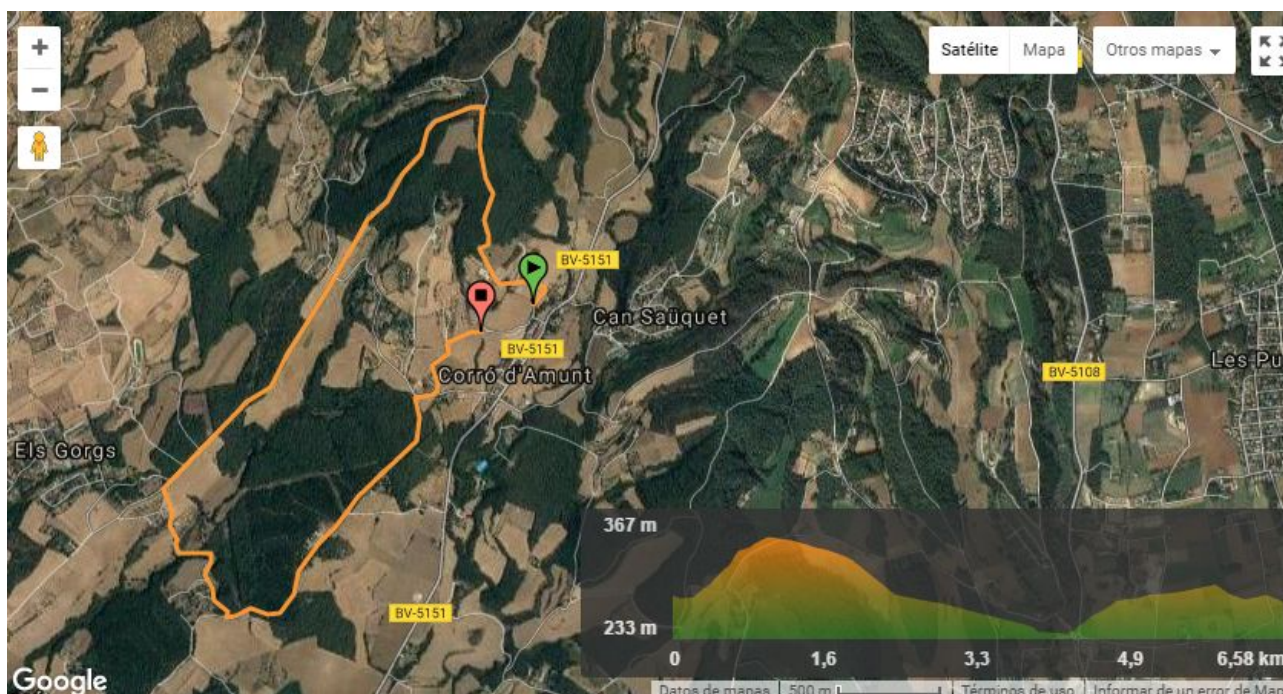 +
−
Satélite Mapa
Otros mapas
BV-5151
Can Saüquet
BV-5151
Corró d'Amunt
BV-5108
Les Pu
Els Gorgs
BV-5151
367 m
233 m
0 1,6 3,3 4,9 6,58 km
Google
Datos de mapas 500 m Términos de uso Informar de un error de Ma